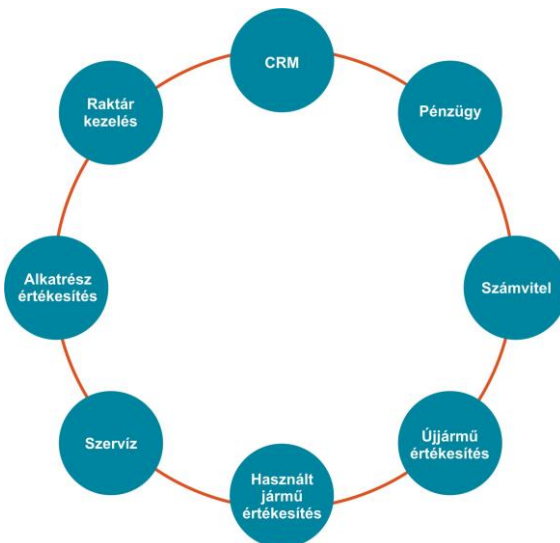 CRM
Pénzügy
Számvitel
Újjármű
értékesítés
Használt
jármű
értékesítés
Szervíz
Alkatrész
értékesítés
Raktár
kezelés